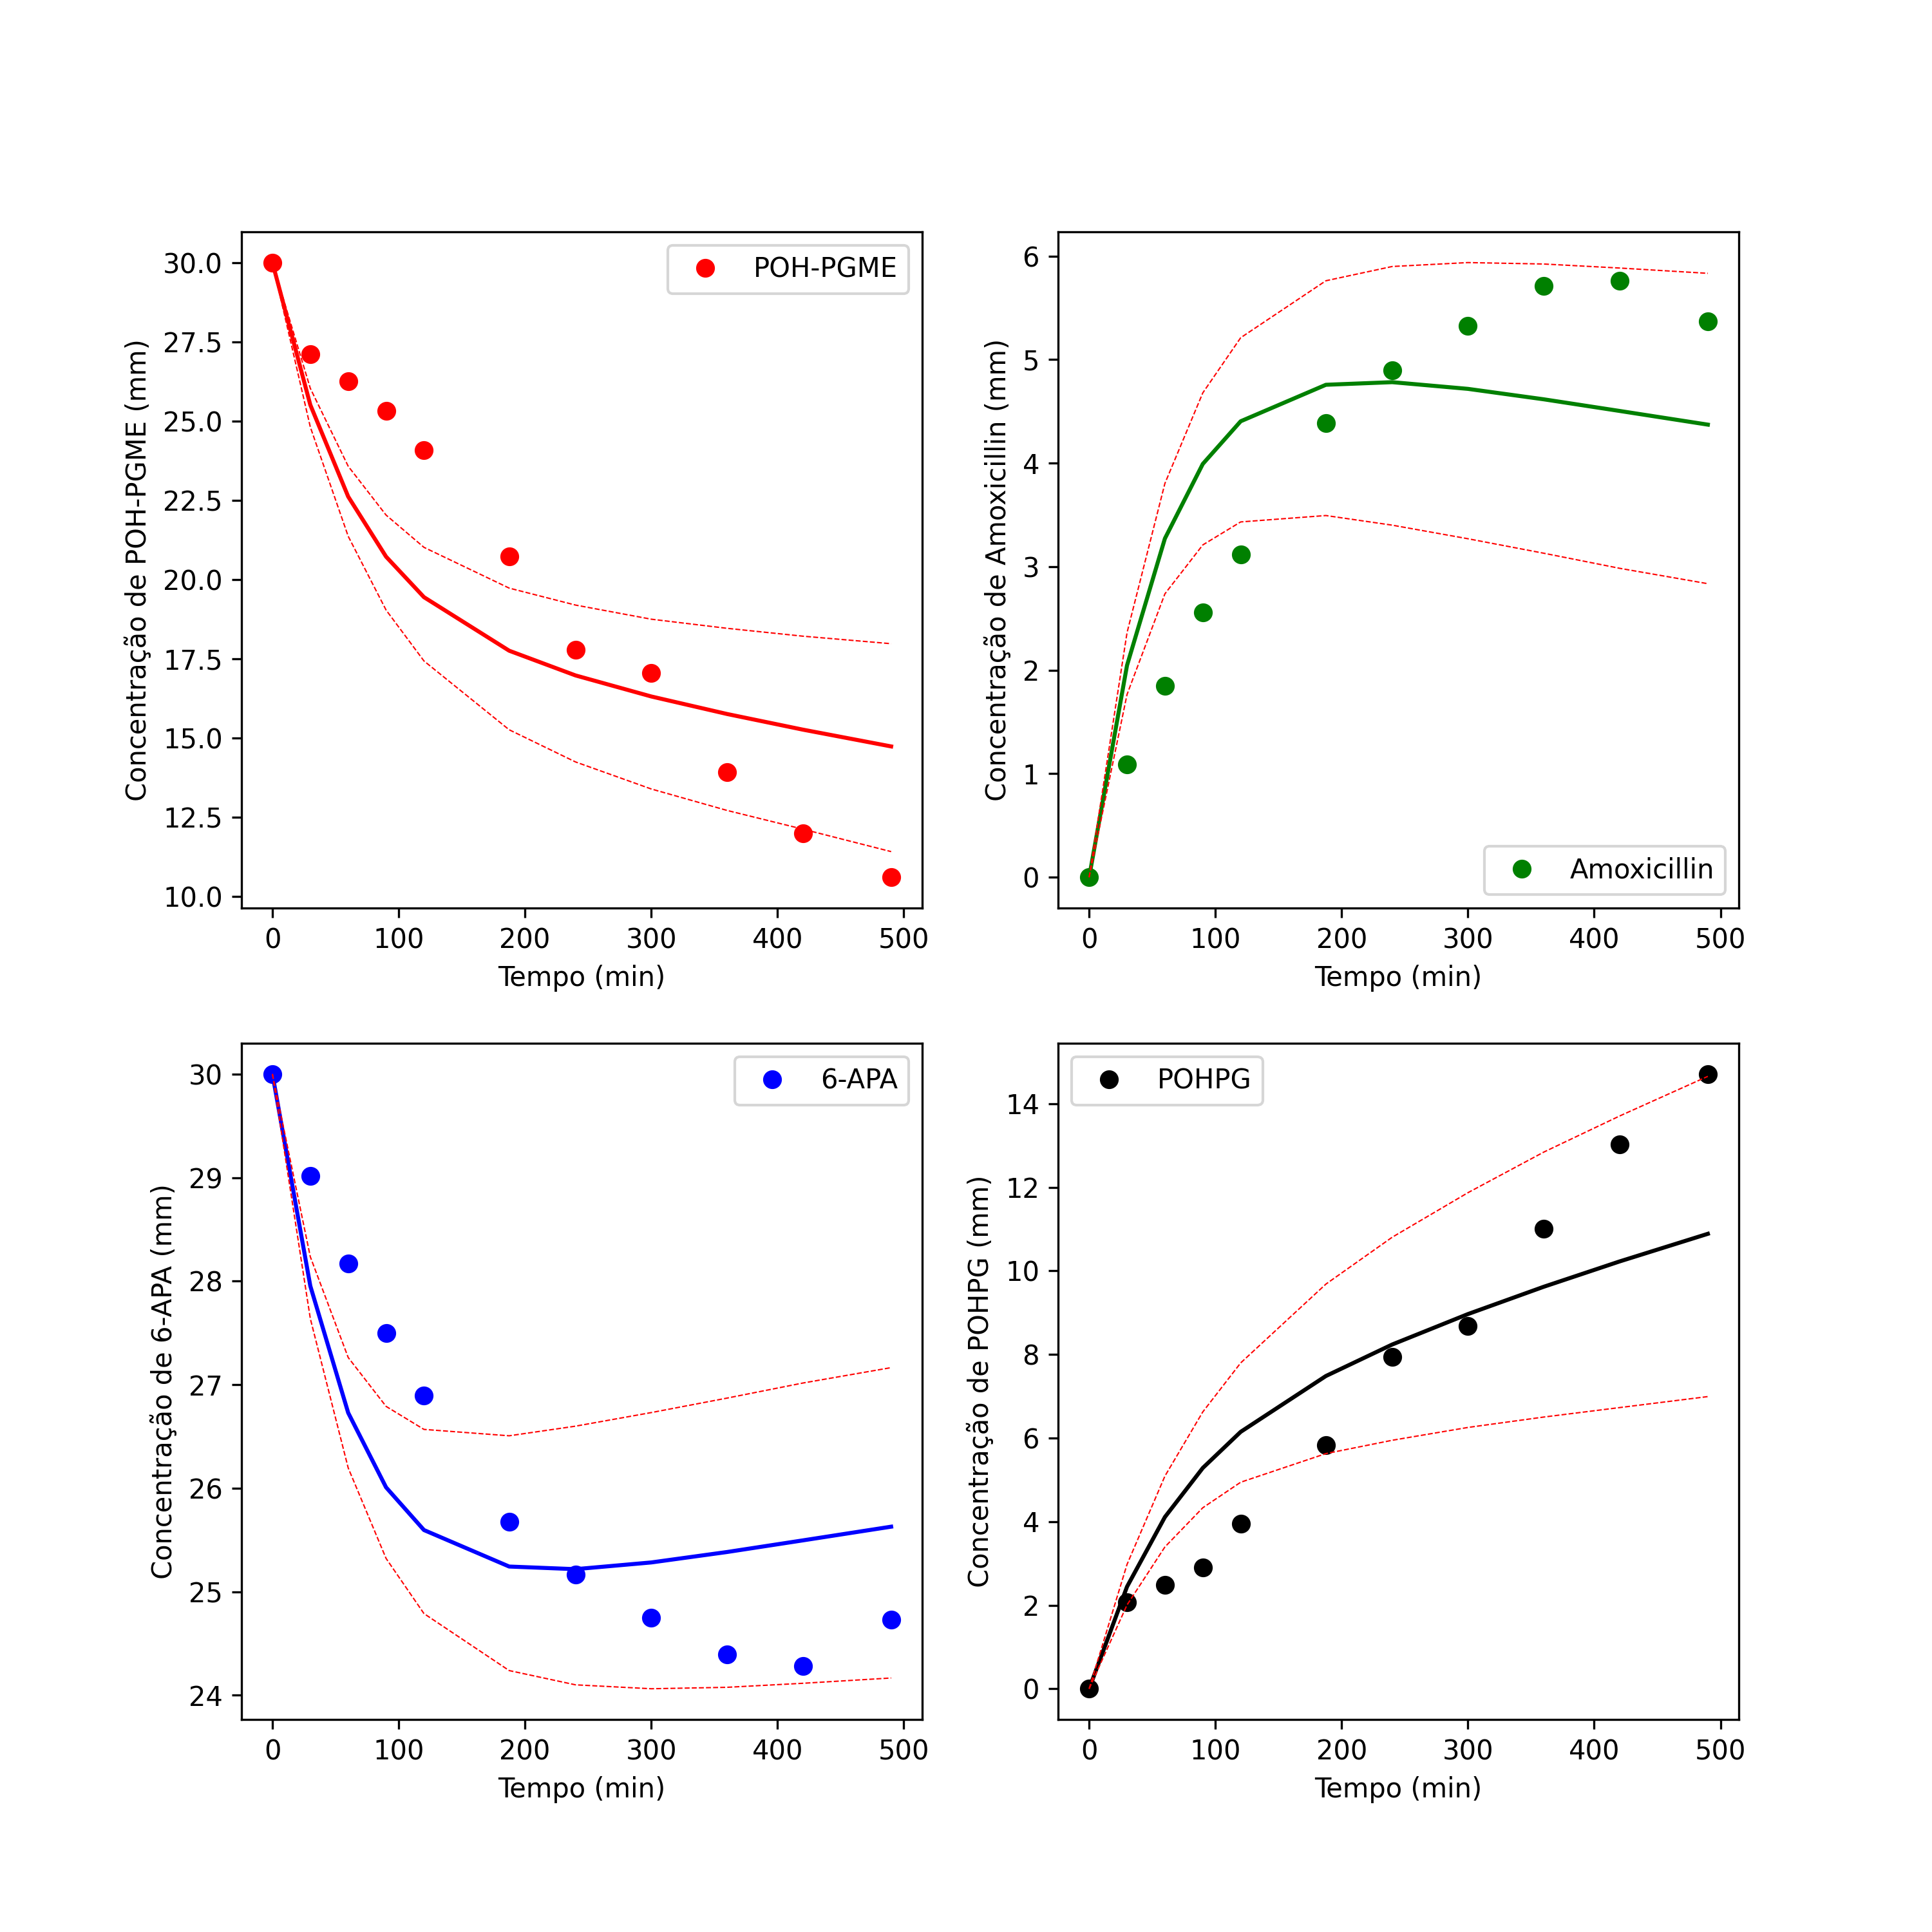 POH-PGME
Concentração de POH-PGME (mm)
30.0
27.5
25.0
22.5
20.0
17.5
15.0
12.5
10.0
0 100 200 300 400 500
Tempo (min)
Amoxicillin
Concentração de Amoxicillin (mm)
6
5
4
3
2
1
0
0 100 200 300 400 500
Tempo (min)
6-APA
Concentração de 6-APA (mm)
30
29
28
27
26
25
24
0 100 200 300 400 500
Tempo (min)
POHPG
Concentração de POHPG (mm)
14
12
10
8
6
4
2
0
0 100 200 300 400 500
Tempo (min)